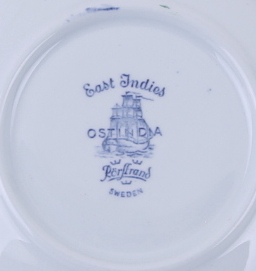 East Indies
OSTINDIA
Rörstrand
SWEDEN